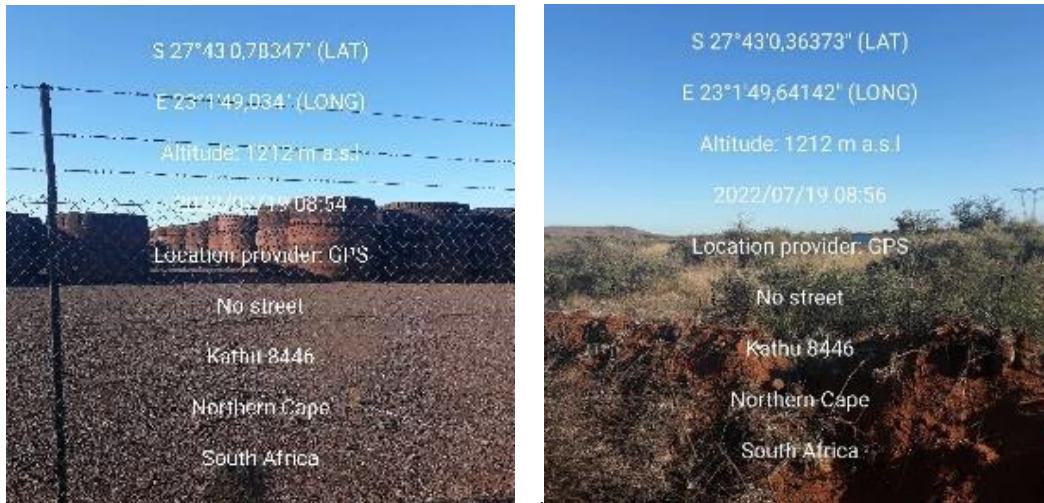 S 27°43'0,78347" (LAT)
E 23°1'49,034" (LONG)
Altitude: 1212 m a.s.l
2022/07/19 08:54
Location provider: GPS
No street
Kathu 8446
Northern Cape
South Africa
S 27°43'0,36373" (LAT)
E 23°1'49,64142" (LONG)
Altitude: 1212 m a.s.l
2022/07/19 08:56
Location provider: GPS
No street
Kathu 8446
Northern Cape
South Africa